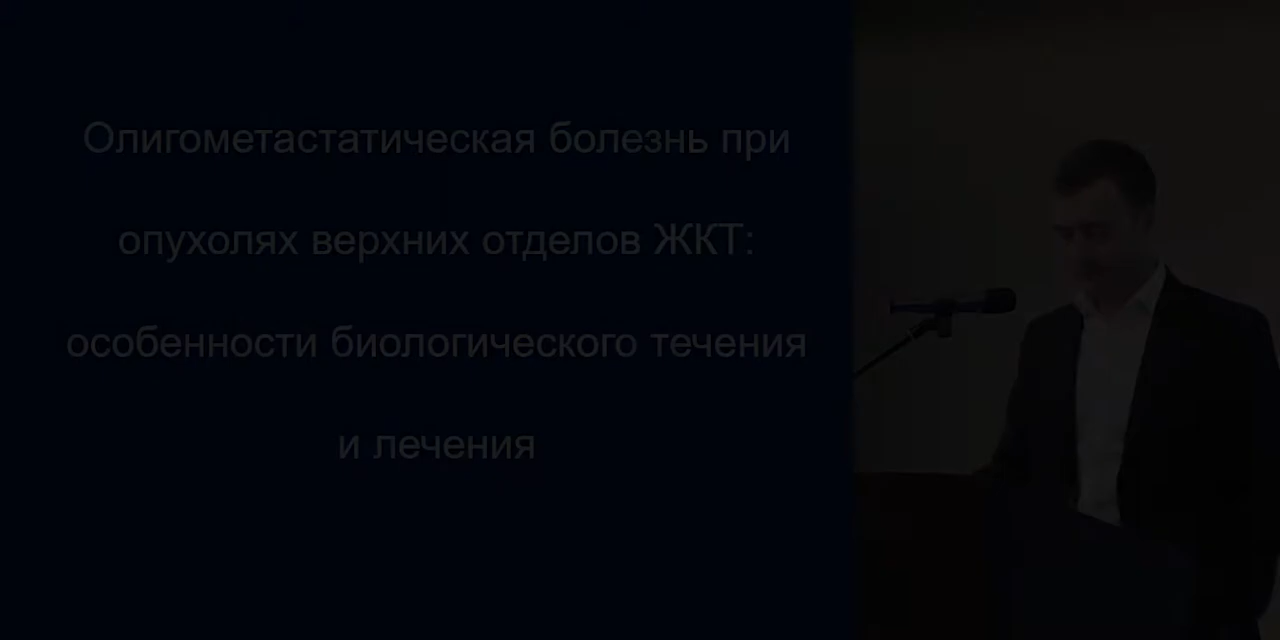 Олигометастатическая болезнь при
опухолях верхних отделов ЖКТ:
особенности биологического течения
и лечения